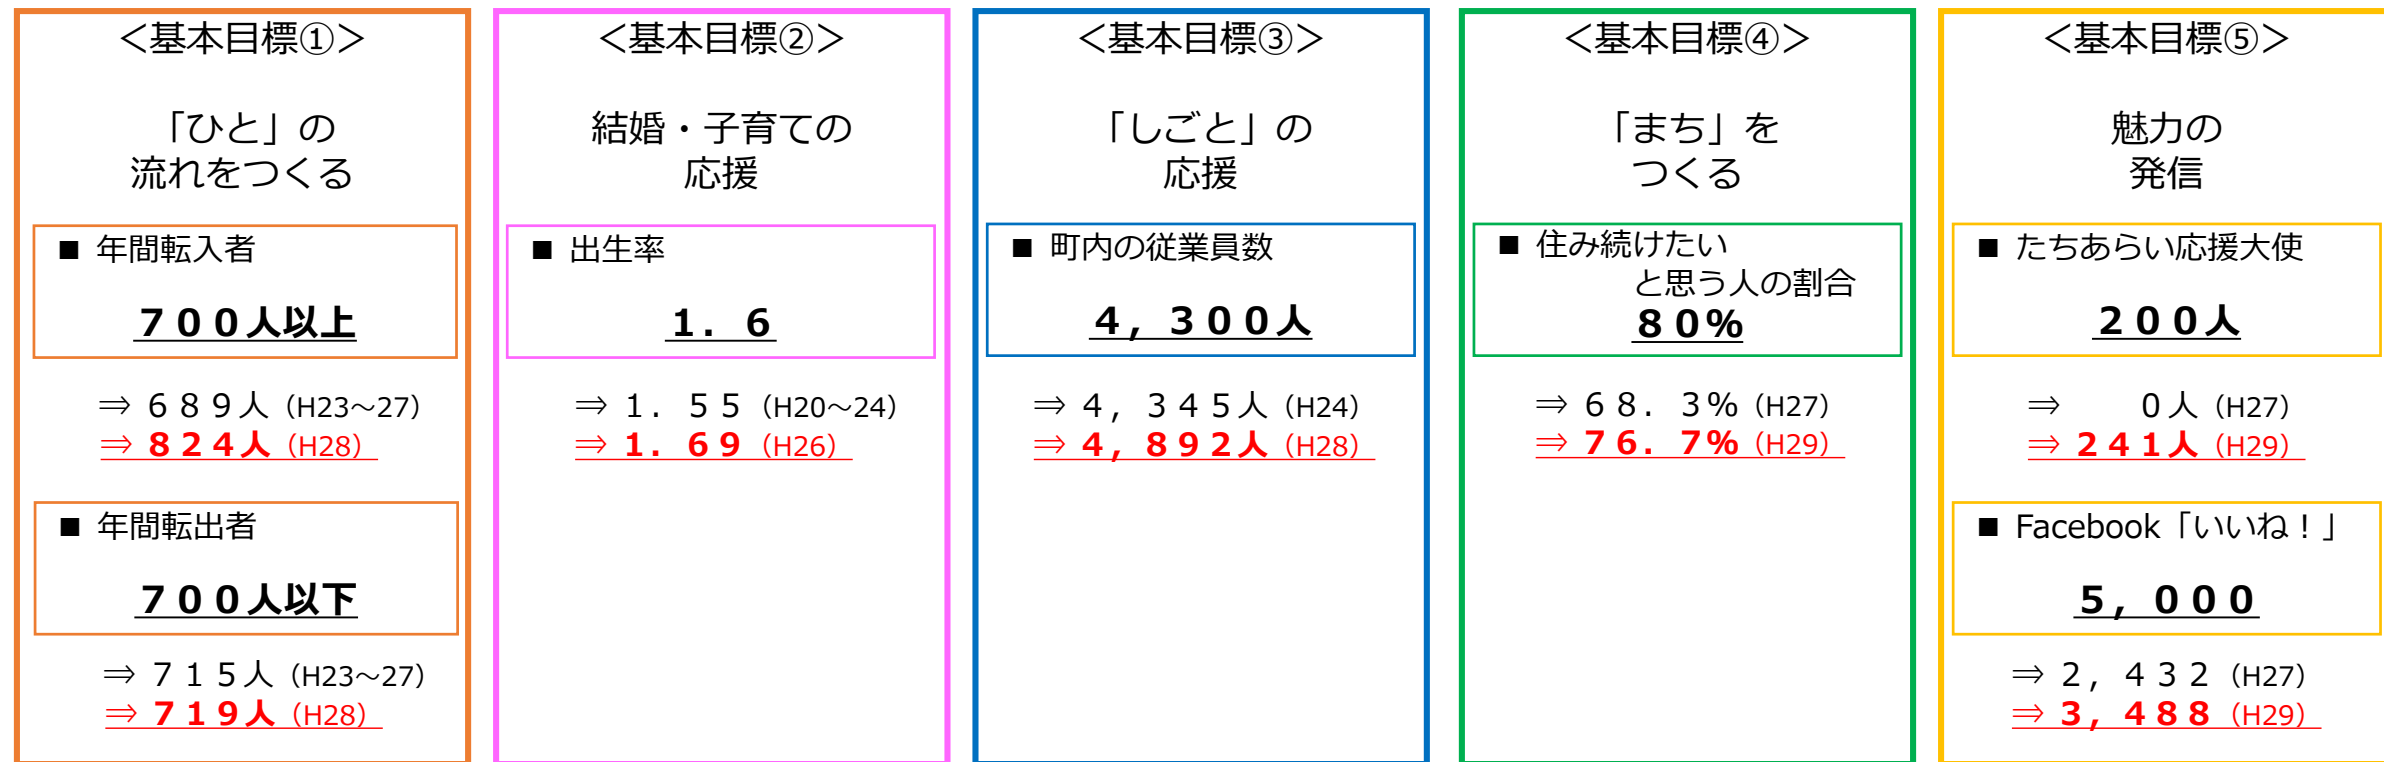 ＜基本目標①＞
「ひと」の
流れをつくる
■ 年間転入者
７００人以上
⇒ ６８９人（H23～27）
⇒ ８２４人（H28）
■ 年間転出者
７００人以下
⇒ ７１５人（H23～27）
⇒ ７１９人（H28）
＜基本目標②＞
結婚・子育ての
応援
■ 出生率
１．６
⇒ １．５５（H20～24）
⇒ １．６９（H26）
＜基本目標③＞
「しごと」の
応援
■ 町内の従業員数
４，３００人
⇒ ４，３４５人（H24）
⇒ ４，８９２人（H28）
＜基本目標④＞
「まち」を
つくる
■ 住み続けたい
と思う人の割合
８０％
⇒ ６８．３％（H27）
⇒ ７６．７％（H29）
＜基本目標⑤＞
魅力の
発信
■ たちあらい応援大使
２００人
⇒ ０人（H27）
⇒ ２４１人（H29）
■ Facebook「いいね！」
５，０００
⇒ ２，４３２（H27）
⇒ ３，４８８（H29）